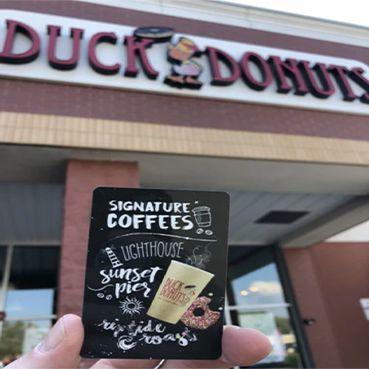 DUCK DONUTS
SIGNATURE
COFFEES
LIGHTHOUSE
sunset
pier
DUCK
DONUTS